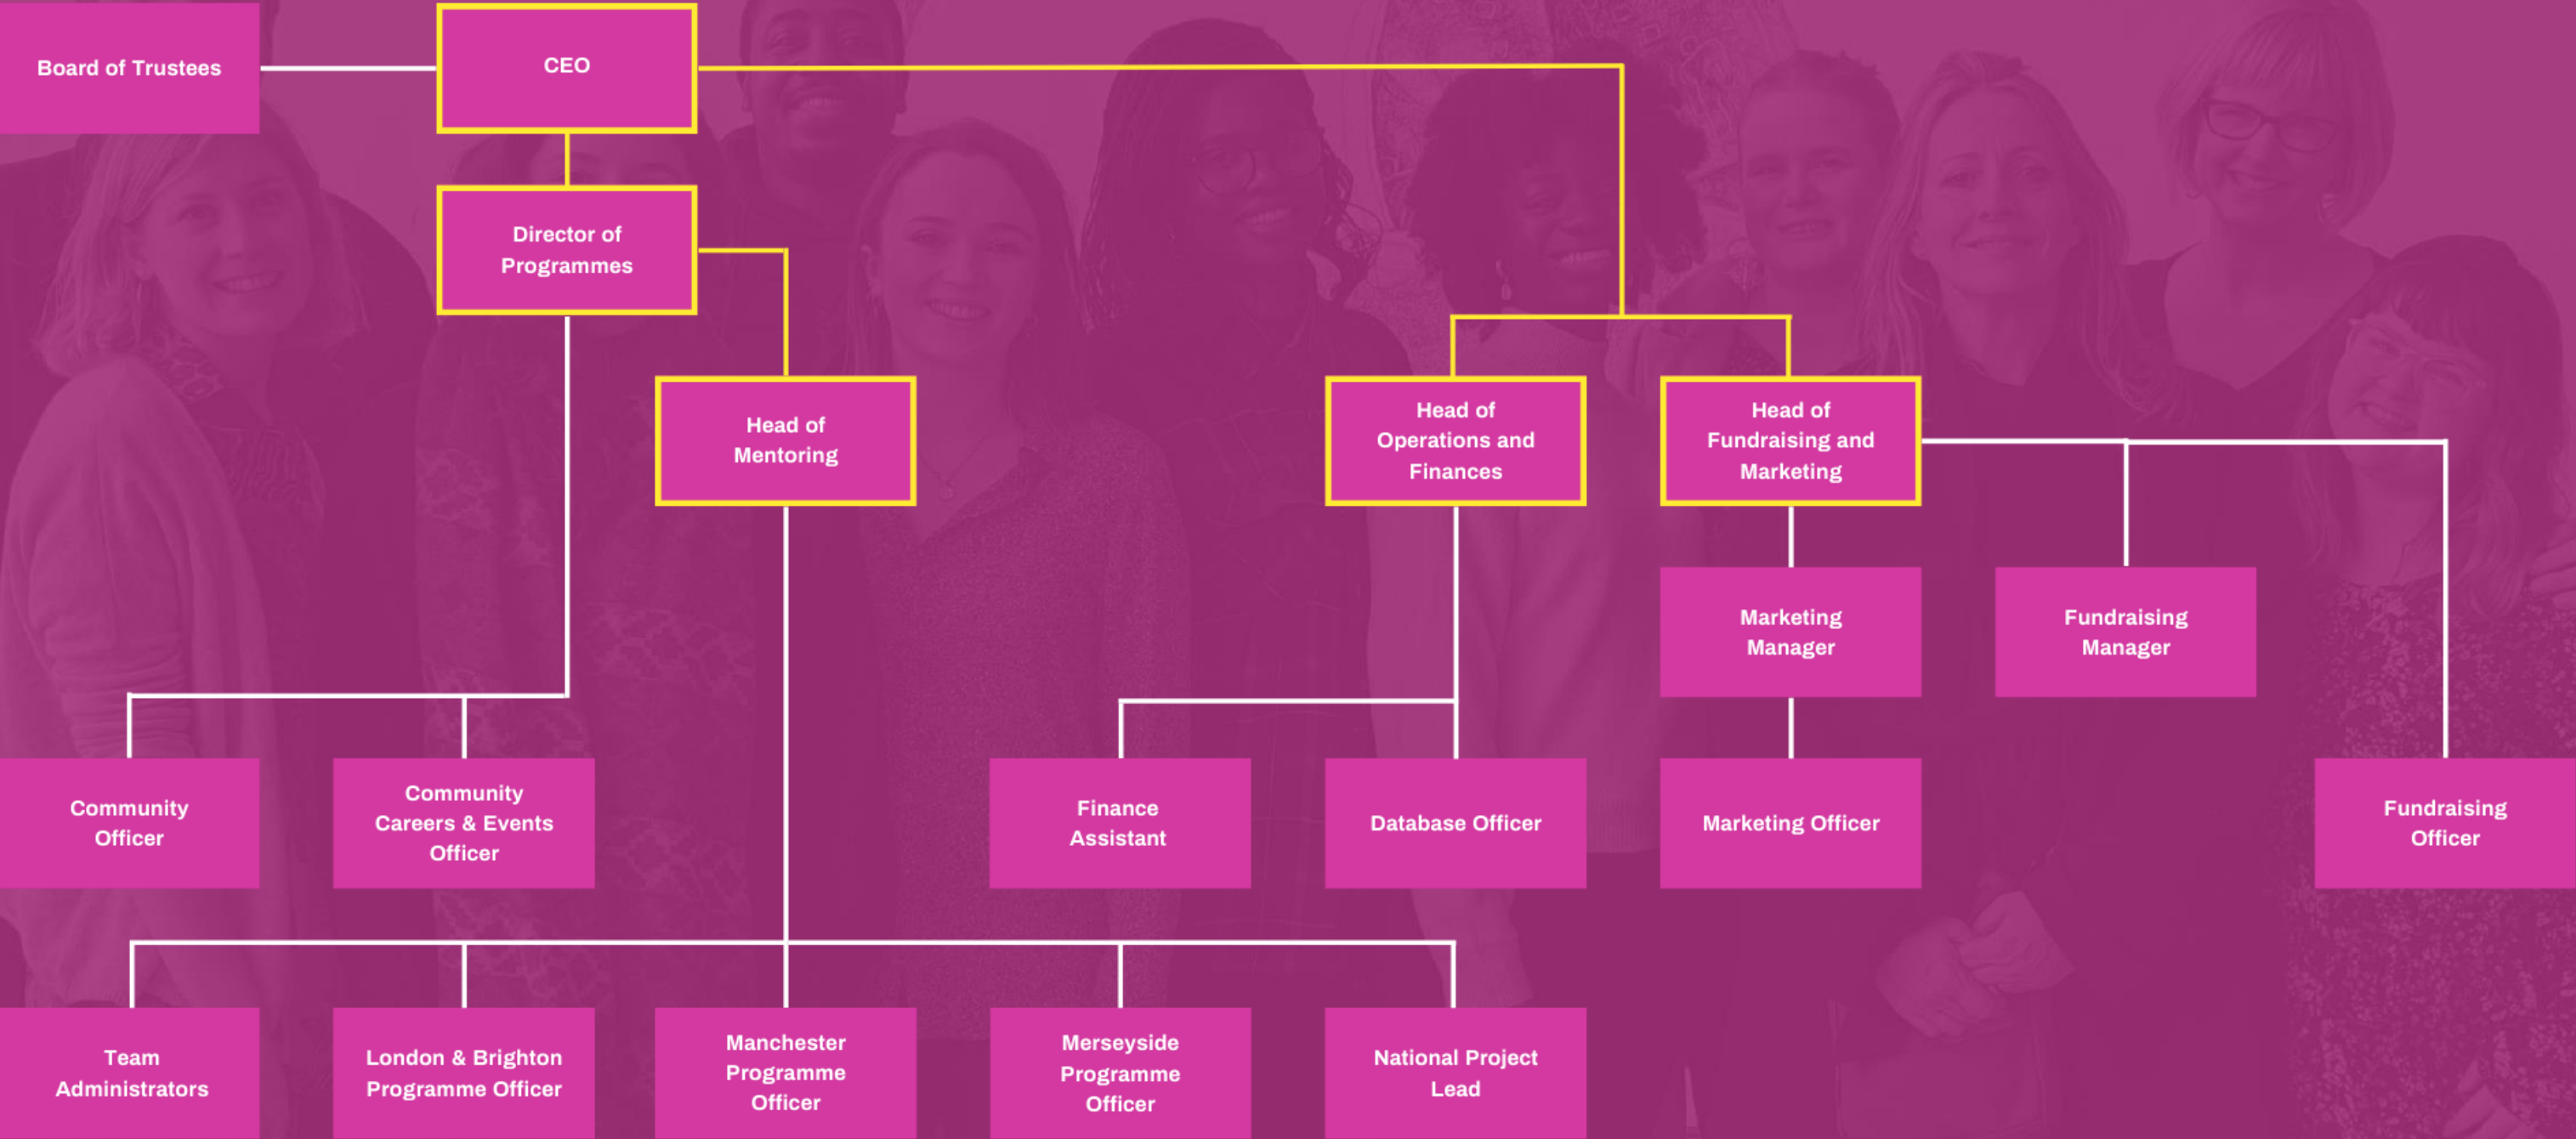 Board of Trustees
CEO
Director of
Programmes
Head of
Mentoring
Head of
Operations and
Finances
Head of
Fundraising and
Marketing
Marketing
Manager
Fundraising
Manager
Community
Officer
Community
Careers & Events
Officer
Finance
Assistant
Database Officer
Marketing Officer
Fundraising
Officer
Team
Administrators
London & Brighton
Programme Officer
Manchester
Programme
Officer
Merseyside
Programme
Officer
National Project
Lead